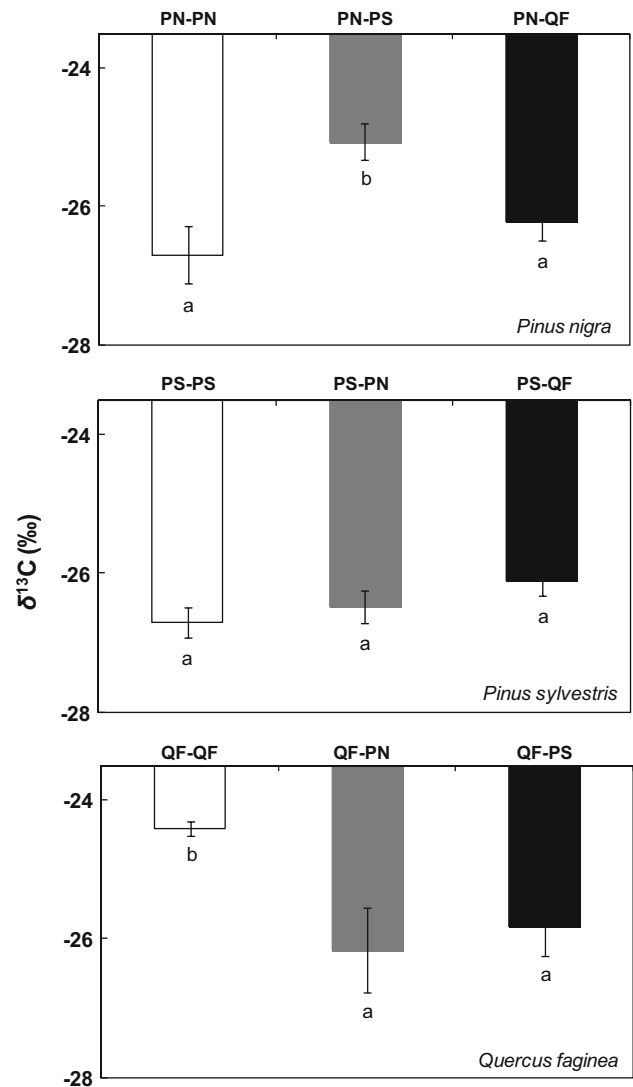 PN-PN PN-PS PN-QF
-24
b
-26
a a
Pinus nigra
-28
PS-PS PS-PN PS-QF
-24
δ¹³C (‰)
-26
a a a
Pinus sylvestris
-28
QF-QF QF-PN QF-PS
-24
b
-26
a a
Quercus faginea
-28